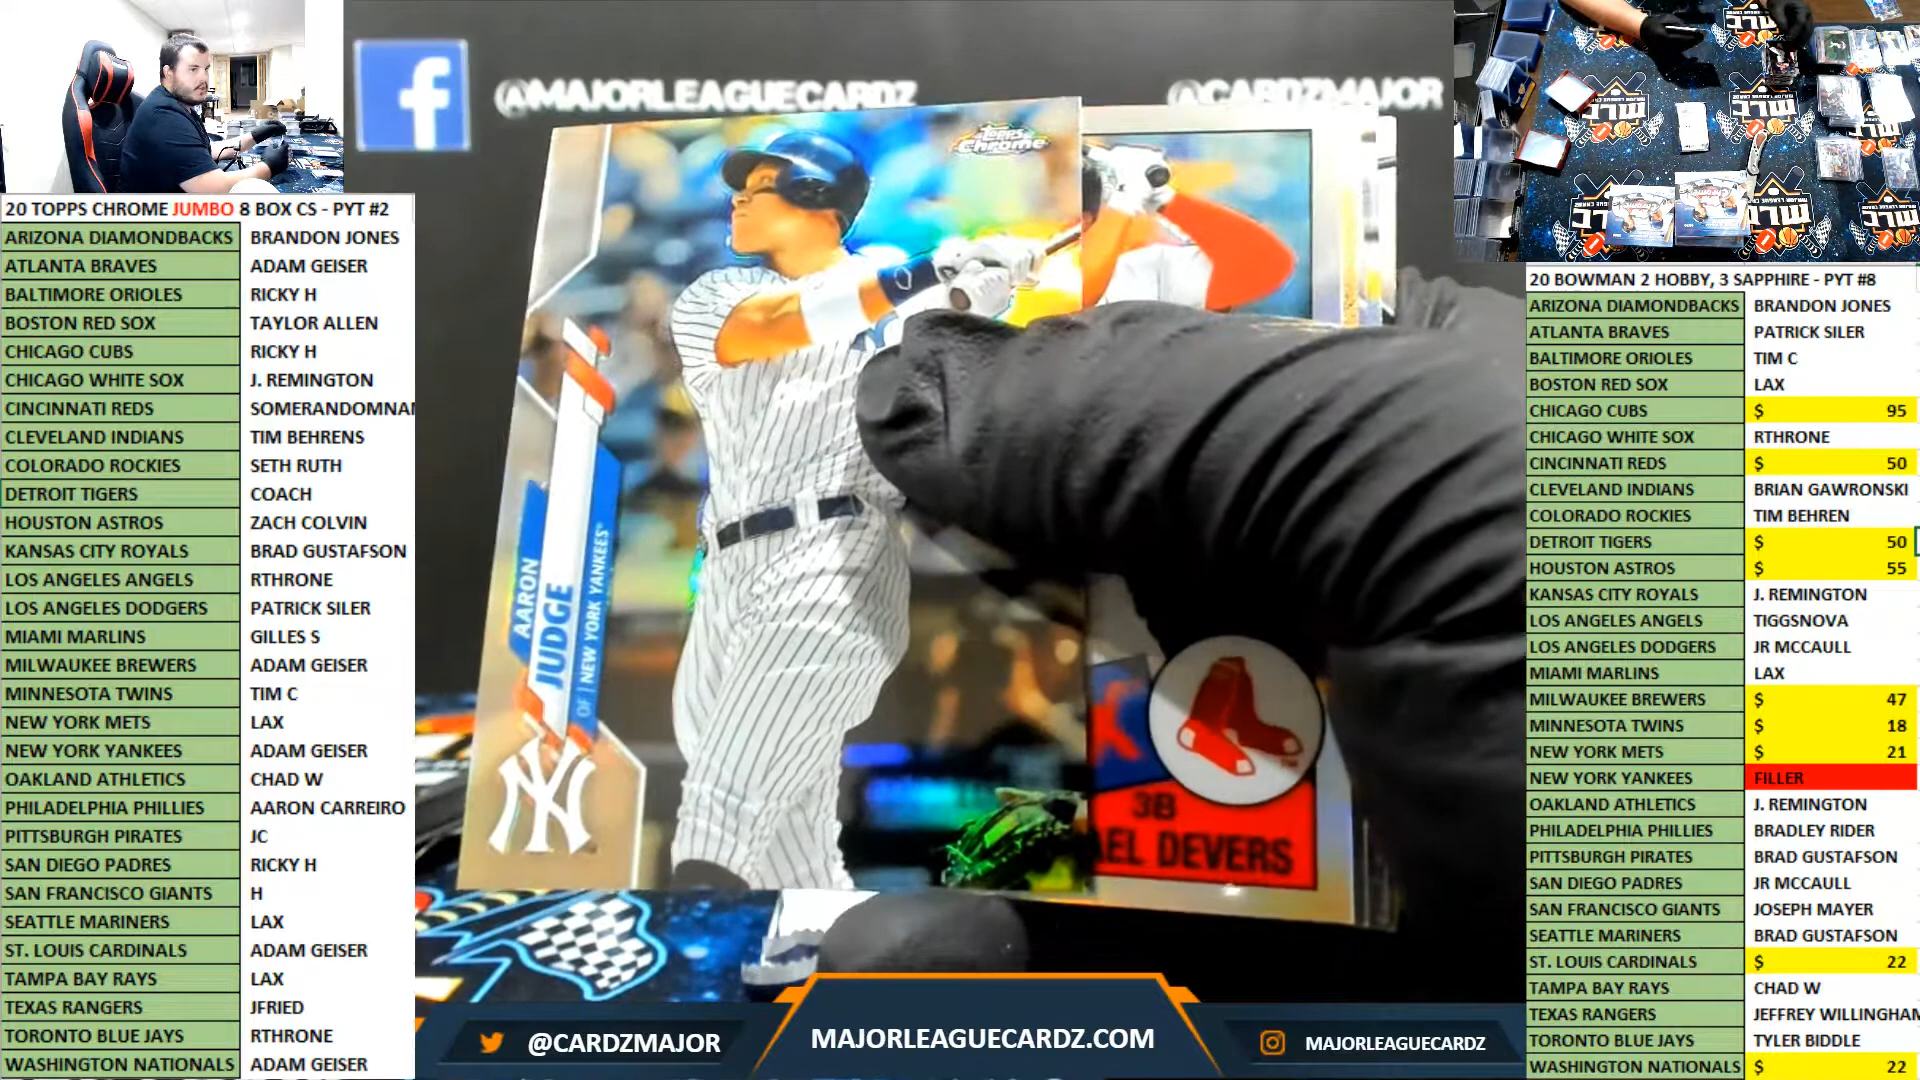 @MAJORLEAGUECARDZ
@CARDZMAJOR
20 TOPPS CHROME JUMBO 8 BOX CS - PYT #2
ARIZONA DIAMONDBACKS BRANDON JONES
ATLANTA BRAVES ADAM GEISER
BALTIMORE ORIOLES RICKY H
BOSTON RED SOX TAYLOR ALLEN
CHICAGO CUBS RICKY H
CHICAGO WHITE SOX J. REMINGTON
CINCINNATI REDS SOMERANDOMNA
CLEVELAND INDIANS TIM BEHRENS
COLORADO ROCKIES SETH RUTH
DETROIT TIGERS COACH
HOUSTON ASTROS ZACH COLVIN
KANSAS CITY ROYALS BRAD GUSTAFSON
LOS ANGELES ANGELS RTHRONE
LOS ANGELES DODGERS PATRICK SILER
MIAMI MARLINS GILLES S
MILWAUKEE BREWERS ADAM GEISER
MINNESOTA TWINS TIM C
NEW YORK METS LAX
NEW YORK YANKEES ADAM GEISER
OAKLAND ATHLETICS CHAD W
PHILADELPHIA PHILLIES AARON CARREIRO
PITTSBURGH PIRATES JC
SAN DIEGO PADRES RICKY H
SAN FRANCISCO GIANTS H
SEATTLE MARINERS LAX
ST. LOUIS CARDINALS ADAM GEISER
TAMPA BAY RAYS LAX
TEXAS RANGERS JFRIED
TORONTO BLUE JAYS RTHRONE
WASHINGTON NATIONALS ADAM GEISER
Topps Chrome
AARON
JUDGE
OF | NEW YORK YANKEES
NY
3B
AEL DEVERS
@CARDZMAJOR
MAJORLEAGUECARDZ.COM
MAJORLEAGUECARDZ
20 BOWMAN 2 HOBBY, 3 SAPPHIRE - PYT #8
ARIZONA DIAMONDBACKS BRANDON JONES
ATLANTA BRAVES PATRICK SILER
BALTIMORE ORIOLES TIM C
BOSTON RED SOX LAX
CHICAGO CUBS $ 95
CHICAGO WHITE SOX RTHRONE
CINCINNATI REDS $ 50
CLEVELAND INDIANS BRIAN GAWRONSKI
COLORADO ROCKIES TIM BEHREN
DETROIT TIGERS $ 50
HOUSTON ASTROS $ 55
KANSAS CITY ROYALS J. REMINGTON
LOS ANGELES ANGELS TIGGSNOVA
LOS ANGELES DODGERS JR MCCAULL
MIAMI MARLINS LAX
MILWAUKEE BREWERS $ 47
MINNESOTA TWINS $ 18
NEW YORK METS $ 21
NEW YORK YANKEES FILLER
OAKLAND ATHLETICS J. REMINGTON
PHILADELPHIA PHILLIES BRADLEY RIDER
PITTSBURGH PIRATES BRAD GUSTAFSON
SAN DIEGO PADRES JR MCCAULL
SAN FRANCISCO GIANTS JOSEPH MAYER
SEATTLE MARINERS BRAD GUSTAFSON
ST. LOUIS CARDINALS $ 22
TAMPA BAY RAYS CHAD W
TEXAS RANGERS JEFFREY WILLINGHAM
TORONTO BLUE JAYS TYLER BIDDLE
WASHINGTON NATIONALS $ 22